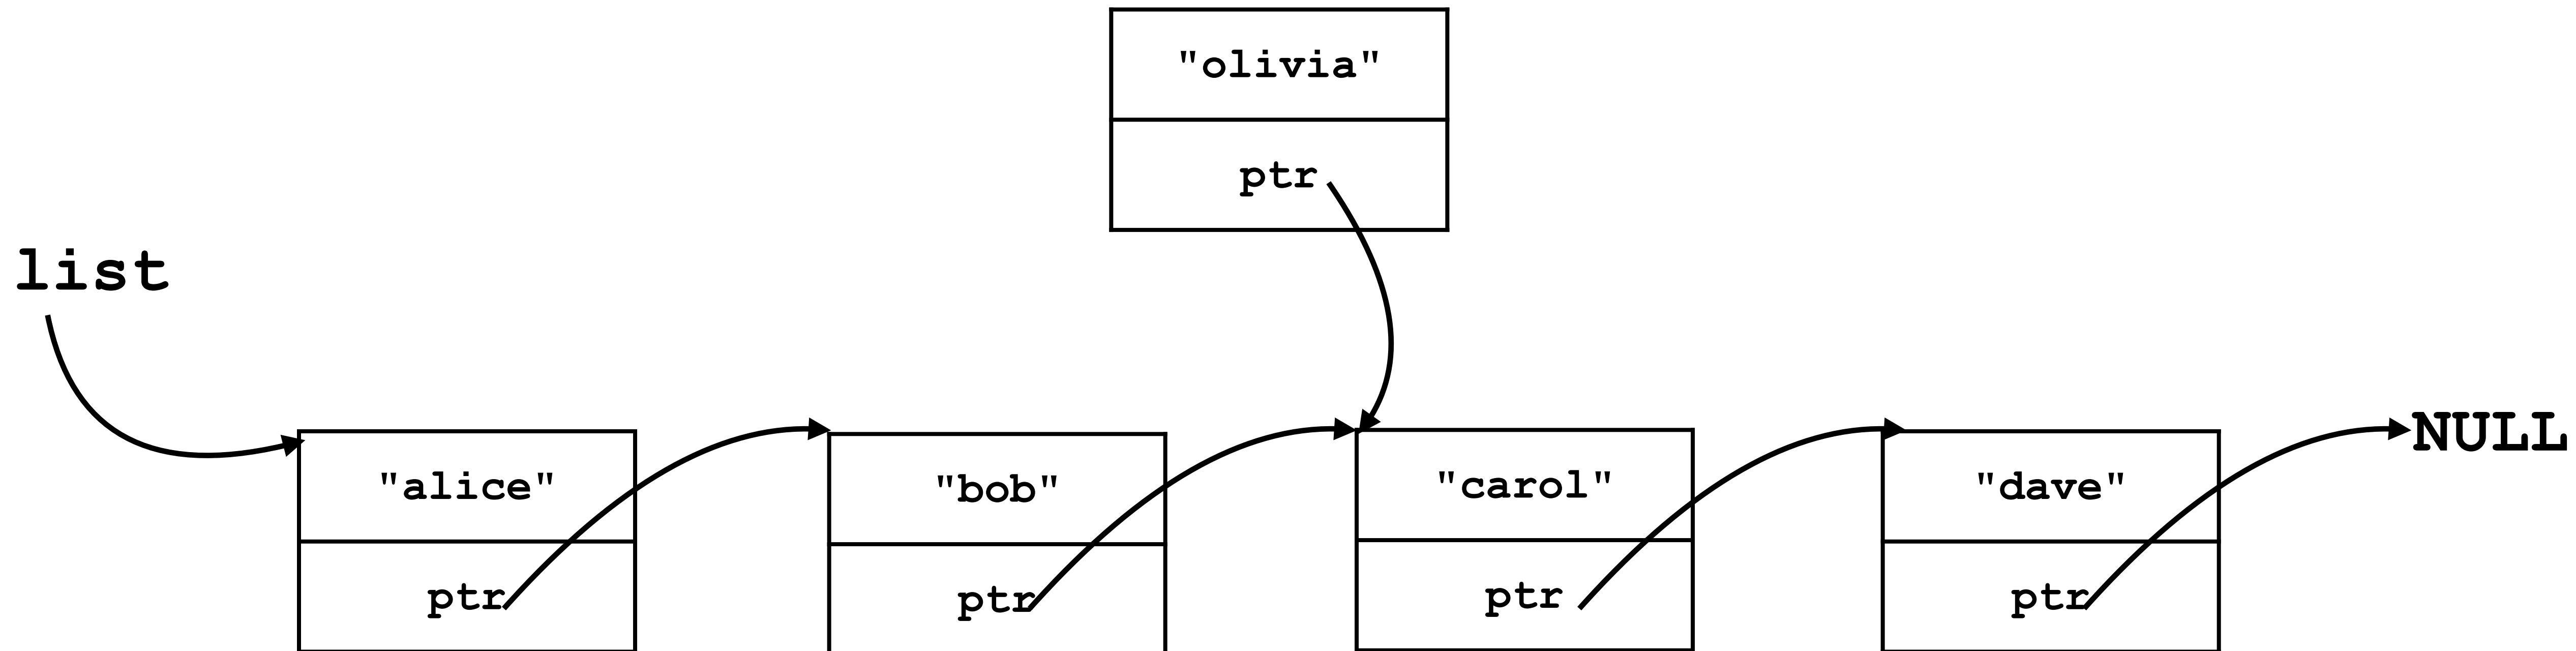 "olivia"
ptr
list
"alice" "bob" "carol" "dave" NULL
ptr ptr ptr ptr